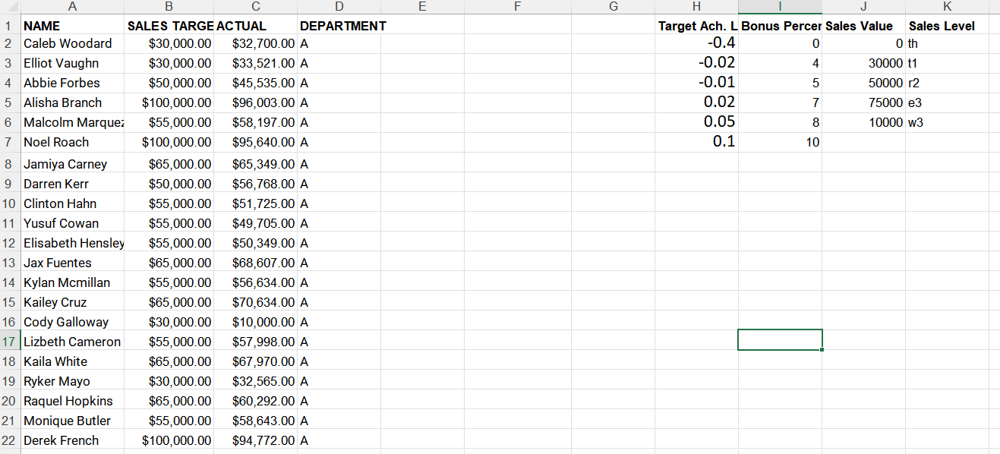 A B C D E F G H I J K
1 NAME SALES TARGE ACTUAL DEPARTMENT Target Ach. L Bonus Percer Sales Value Sales Level
2 Caleb Woodard $30,000.00 $32,700.00 A -0.4 0 0 th
3 Elliot Vaughn $30,000.00 $33,521.00 A -0.02 4 30000 t1
4 Abbie Forbes $50,000.00 $45,535.00 A -0.01 5 50000 r2
5 Alisha Branch $100,000.00 $96,003.00 A 0.02 7 75000 e3
6 Malcolm Marquez $55,000.00 $58,197.00 A 0.05 8 10000 w3
7 Noel Roach $100,000.00 $95,640.00 A 0.1 10
8 Jamiya Carney $65,000.00 $65,349.00 A
9 Darren Kerr $50,000.00 $56,768.00 A
10 Clinton Hahn $55,000.00 $51,725.00 A
11 Yusuf Cowan $55,000.00 $49,705.00 A
12 Elisabeth Hensley $55,000.00 $50,349.00 A
13 Jax Fuentes $65,000.00 $68,607.00 A
14 Kylan Mcmillan $55,000.00 $56,634.00 A
15 Kailey Cruz $65,000.00 $70,634.00 A
16 Cody Galloway $30,000.00 $10,000.00 A
17 Lizbeth Cameron $55,000.00 $57,998.00 A
18 Kaila White $65,000.00 $67,970.00 A
19 Ryker Mayo $30,000.00 $32,565.00 A
20 Raquel Hopkins $65,000.00 $60,292.00 A
21 Monique Butler $55,000.00 $58,643.00 A
22 Derek French $100,000.00 $94,772.00 A